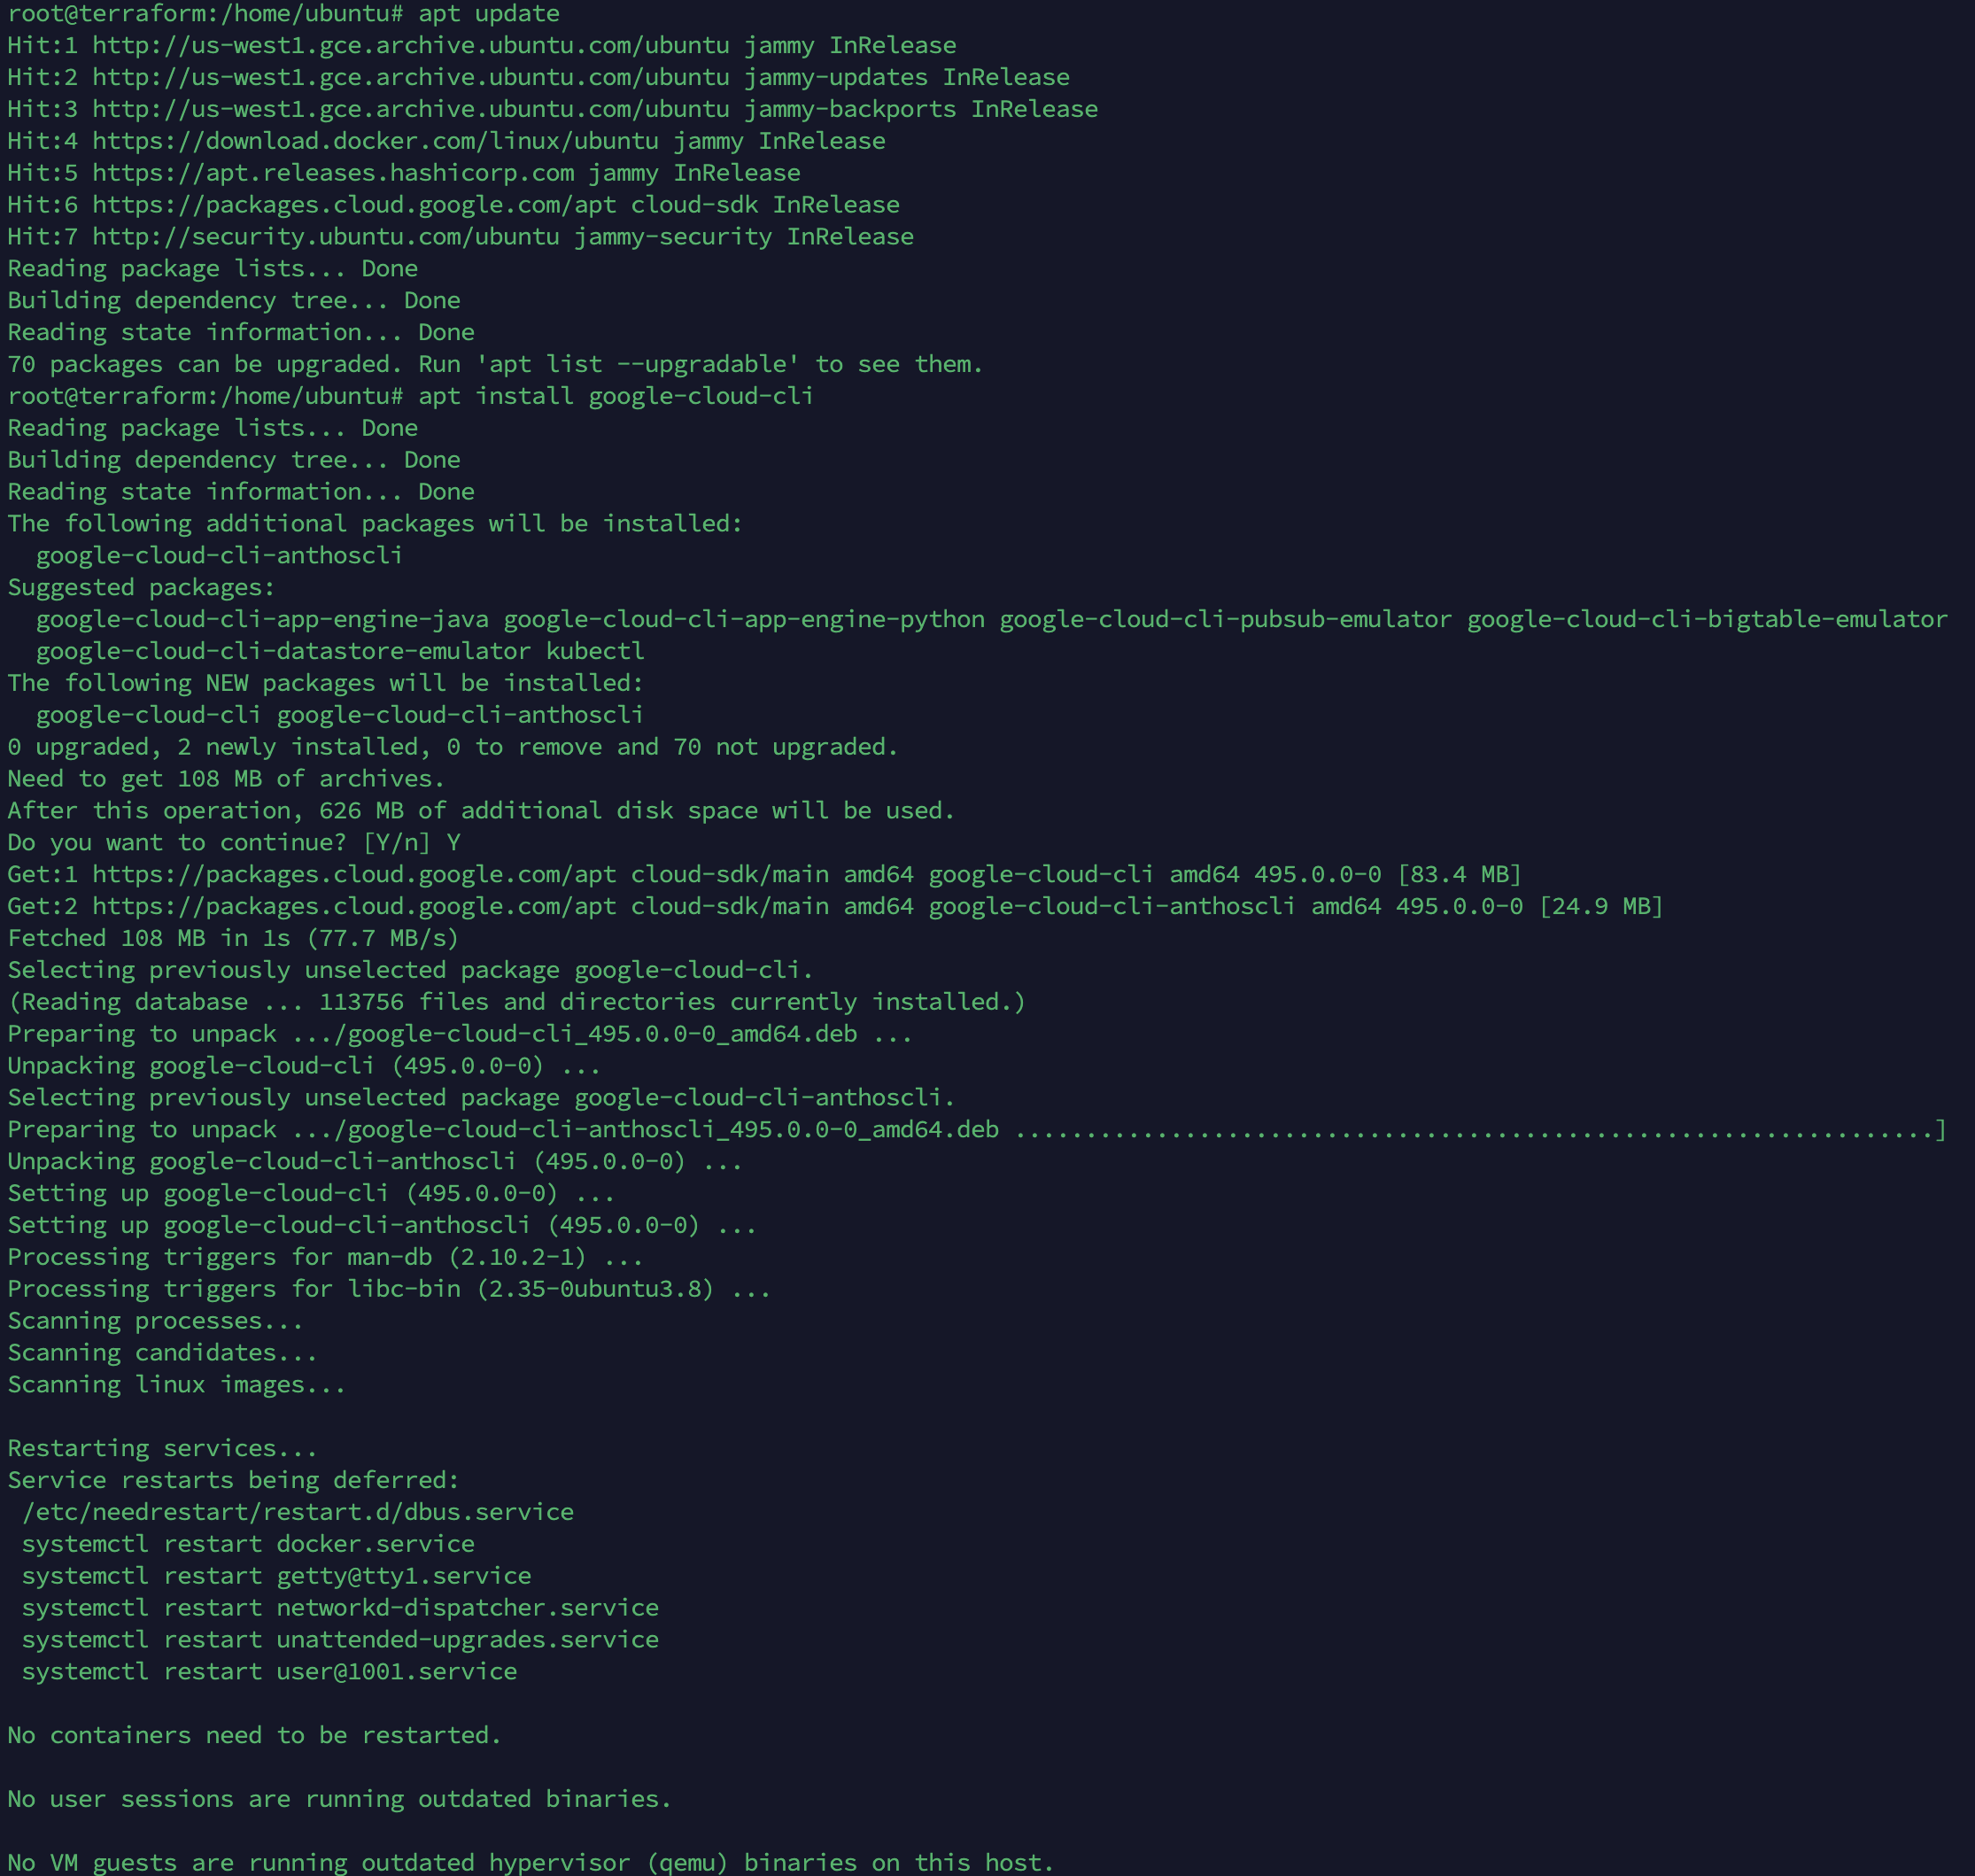 root@terraform:/home/ubuntu# apt update
Hit:1 http://us-west1.gce.archive.ubuntu.com/ubuntu jammy InRelease
Hit:2 http://us-west1.gce.archive.ubuntu.com/ubuntu jammy-updates InRelease
Hit:3 http://us-west1.gce.archive.ubuntu.com/ubuntu jammy-backports InRelease
Hit:4 https://download.docker.com/linux/ubuntu jammy InRelease
Hit:5 https://apt.releases.hashicorp.com jammy InRelease
Hit:6 https://packages.cloud.google.com/apt cloud-sdk InRelease
Hit:7 http://security.ubuntu.com/ubuntu jammy-security InRelease
Reading package lists... Done
Building dependency tree... Done
Reading state information... Done
70 packages can be upgraded. Run 'apt list --upgradable' to see them.
root@terraform:/home/ubuntu# apt install google-cloud-cli
Reading package lists... Done
Building dependency tree... Done
Reading state information... Done
The following additional packages will be installed:
  google-cloud-cli-anthoscli
Suggested packages:
  google-cloud-cli-app-engine-java google-cloud-cli-app-engine-python google-cloud-cli-pubsub-emulator google-cloud-cli-bigtable-emulator
  google-cloud-cli-datastore-emulator kubectl
The following NEW packages will be installed:
  google-cloud-cli google-cloud-cli-anthoscli
0 upgraded, 2 newly installed, 0 to remove and 70 not upgraded.
Need to get 108 MB of archives.
After this operation, 626 MB of additional disk space will be used.
Do you want to continue? [Y/n] Y
Get:1 https://packages.cloud.google.com/apt cloud-sdk/main amd64 google-cloud-cli amd64 495.0.0-0 [83.4 MB]
Get:2 https://packages.cloud.google.com/apt cloud-sdk/main amd64 google-cloud-cli-anthoscli amd64 495.0.0-0 [24.9 MB]
Fetched 108 MB in 1s (77.7 MB/s)
Selecting previously unselected package google-cloud-cli.
(Reading database ... 113756 files and directories currently installed.)
Preparing to unpack .../google-cloud-cli_495.0.0-0_amd64.deb ...
Unpacking google-cloud-cli (495.0.0-0) ...
Selecting previously unselected package google-cloud-cli-anthoscli.
Preparing to unpack .../google-cloud-cli-anthoscli_495.0.0-0_amd64.deb .................................................................]
Unpacking google-cloud-cli-anthoscli (495.0.0-0) ...
Setting up google-cloud-cli (495.0.0-0) ...
Setting up google-cloud-cli-anthoscli (495.0.0-0) ...
Processing triggers for man-db (2.10.2-1) ...
Processing triggers for libc-bin (2.35-0ubuntu3.8) ...
Scanning processes...
Scanning candidates...
Scanning linux images...

Restarting services...
Service restarts being deferred:
 /etc/needrestart/restart.d/dbus.service
 systemctl restart docker.service
 systemctl restart getty@tty1.service
 systemctl restart networkd-dispatcher.service
 systemctl restart unattended-upgrades.service
 systemctl restart user@1001.service

No containers need to be restarted.

No user sessions are running outdated binaries.

No VM guests are running outdated hypervisor (qemu) binaries on this host.